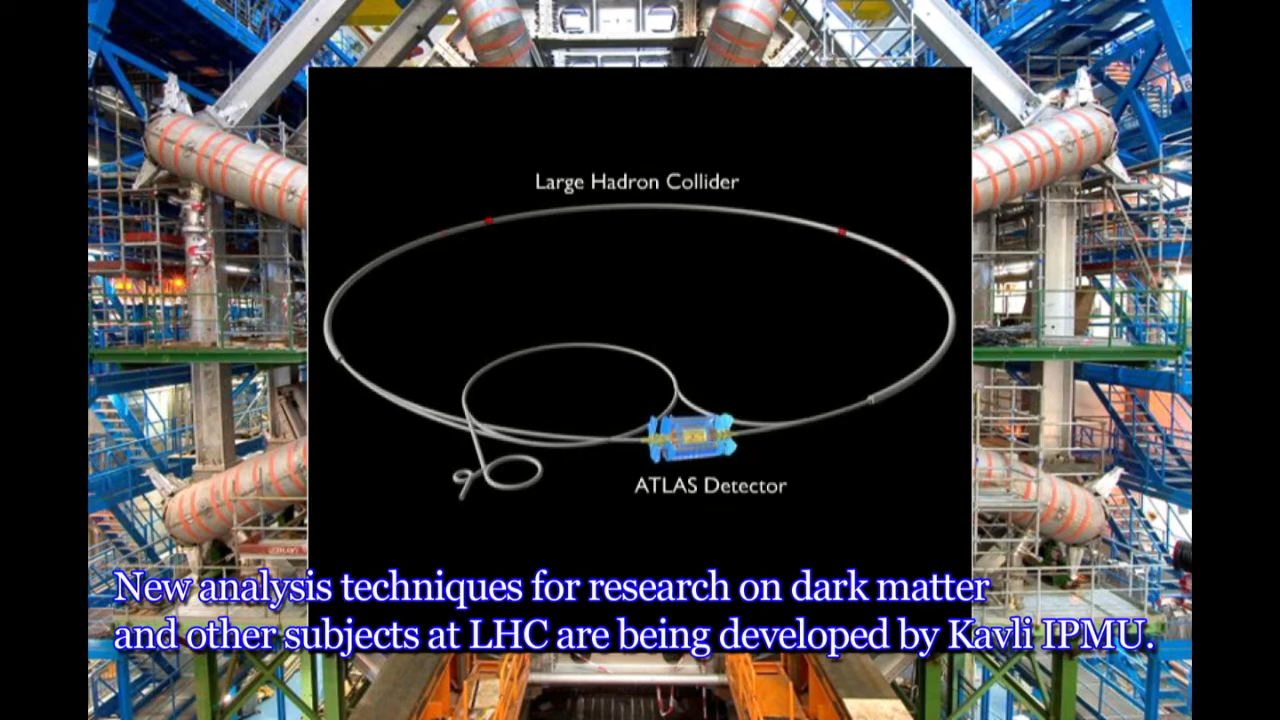 Large Hadron Collider
ATLAS Detector
New analysis techniques for research on dark matter
and other subjects at LHC are being developed by Kavli IPMU.